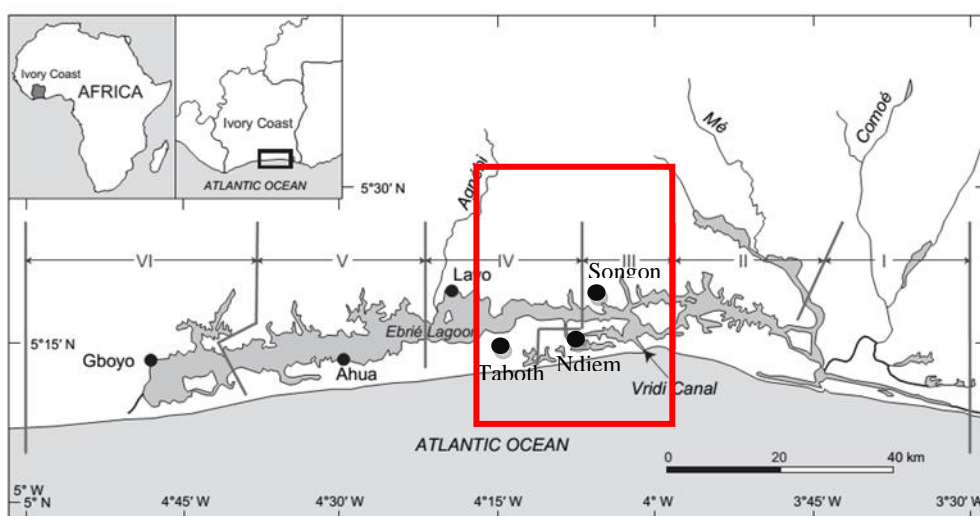 Ivory Coast
AFRICA
Ivory Coast
ATLANTIC OCEAN
5°30' N
Agnébi
Mé
Comoé
VI
V
IV
III
II
I
Layo
Songon
Ebrié Lagoon
5°15' N
Gboyo
Ahua
Taboth
Ndiem
Vridi Canal
ATLANTIC OCEAN
0 20 40 km
5° W
5° N
4°45' W
4°30' W
4°15' W
4° W
3°45' W
3°30' W